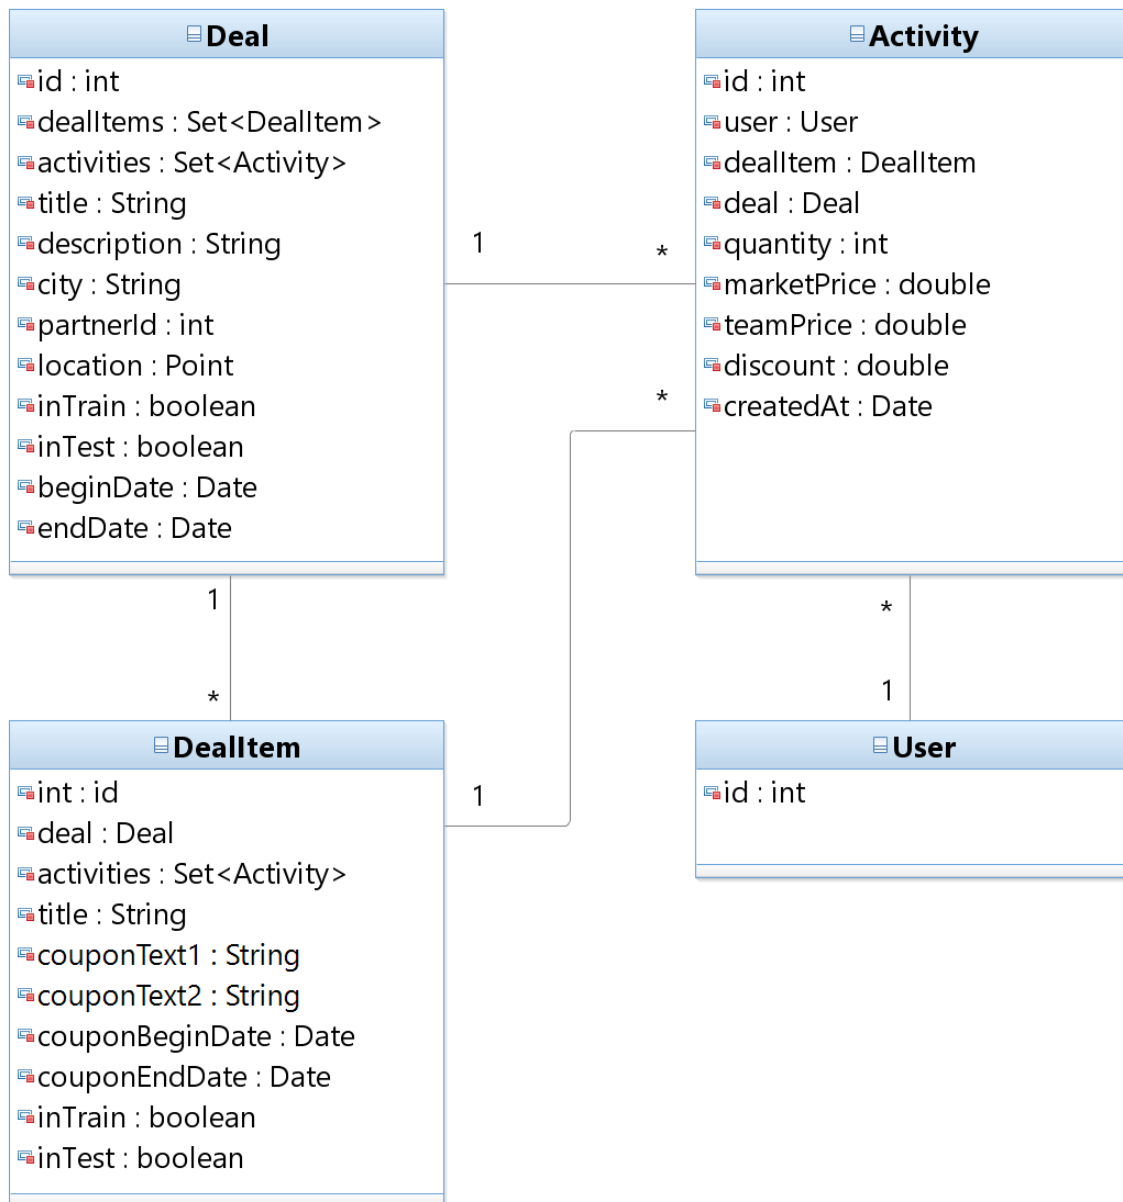 Deal
id : int
dealItems : Set<DealItem>
activities : Set<Activity>
title : String
description : String
city : String
partnerId : int
location : Point
inTrain : boolean
inTest : boolean
beginDate : Date
endDate : Date
1
*
Activity
id : int
user : User
dealItem : DealItem
deal : Deal
quantity : int
marketPrice : double
teamPrice : double
discount : double
createdAt : Date
*
1
*
*
1
DealItem
int : id
deal : Deal
activities : Set<Activity>
title : String
couponText1 : String
couponText2 : String
couponBeginDate : Date
couponEndDate : Date
inTrain : boolean
inTest : boolean
1
User
id : int